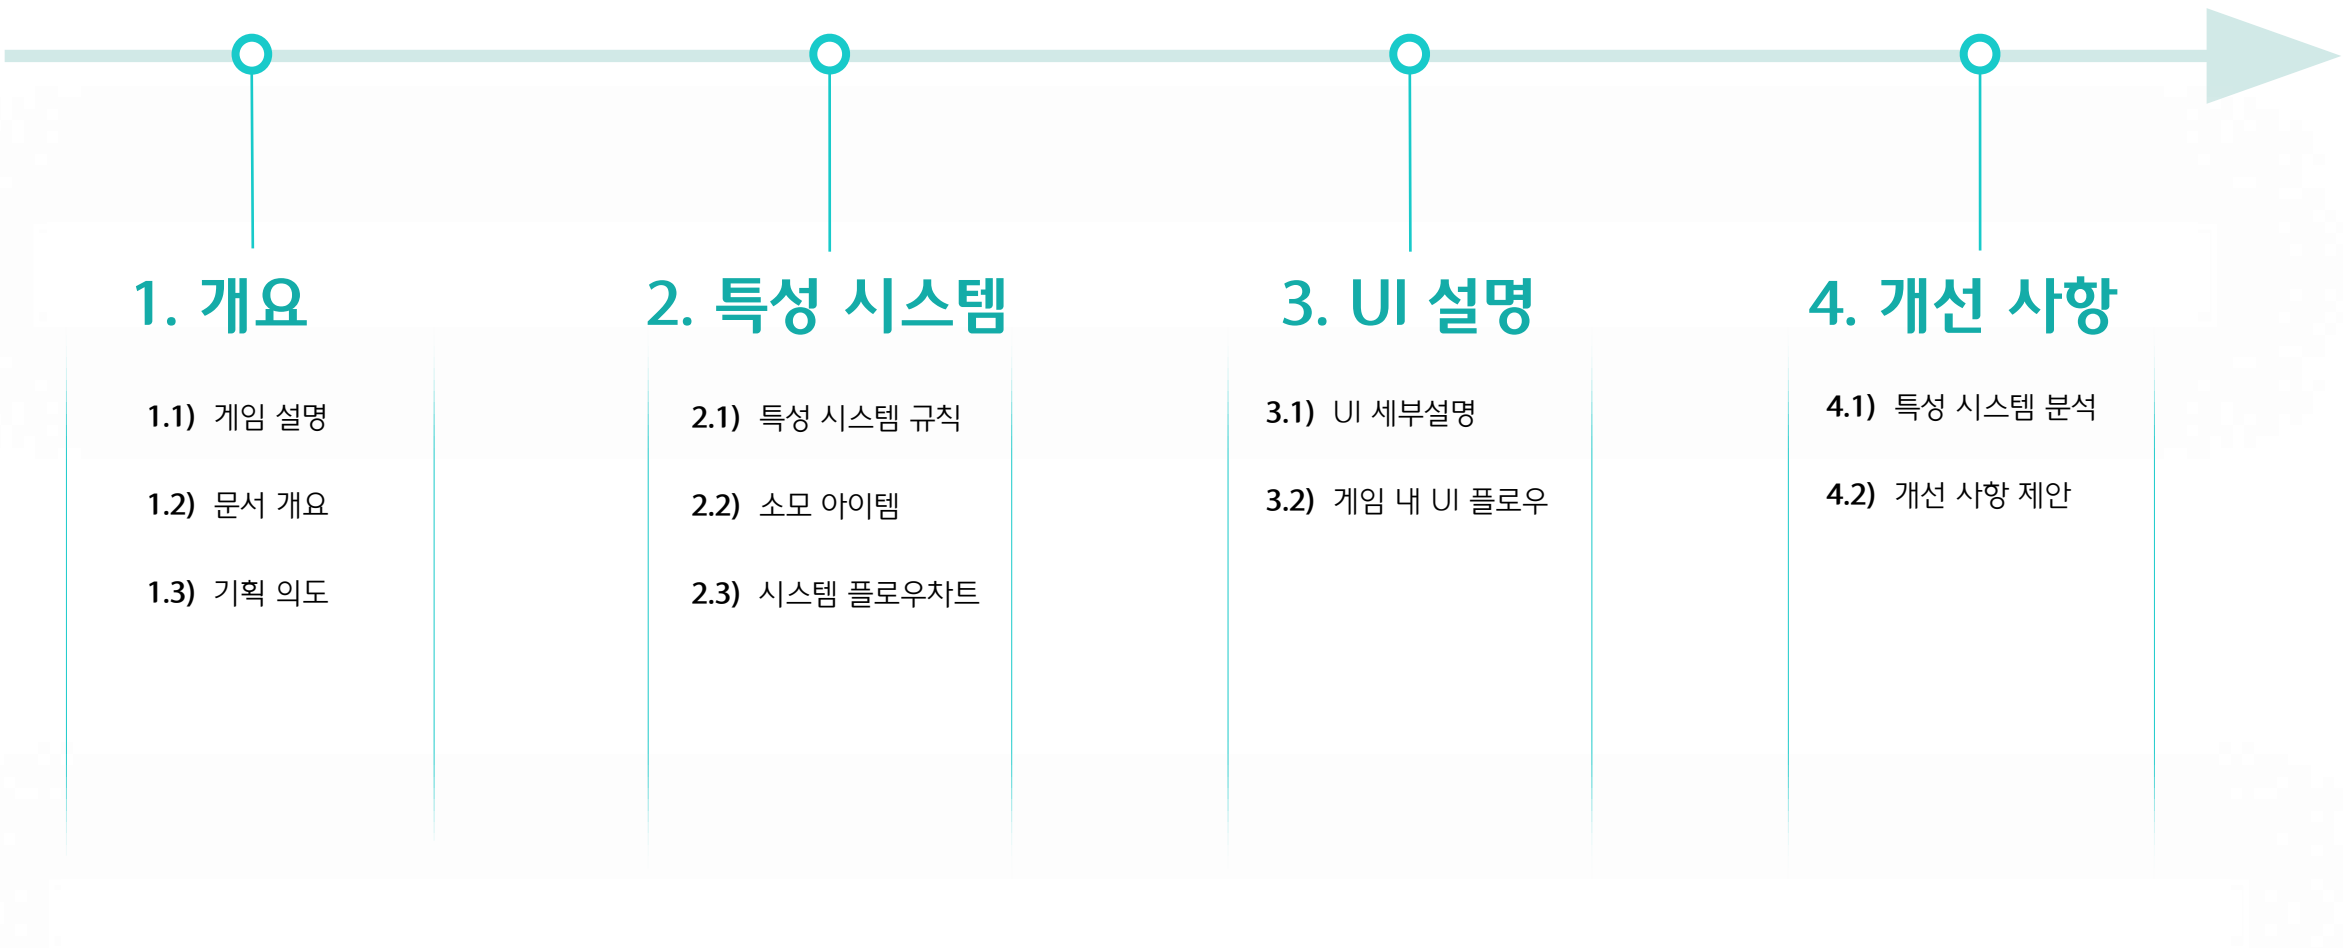 1. 개요
1.1) 게임 설명
1.2) 문서 개요
1.3) 기획 의도
2. 특성 시스템
2.1) 특성 시스템 규칙
2.2) 소모 아이템
2.3) 시스템 플로우차트
3. UI 설명
3.1) UI 세부설명
3.2) 게임 내 UI 플로우
4. 개선 사항
4.1) 특성 시스템 분석
4.2) 개선 사항 제안